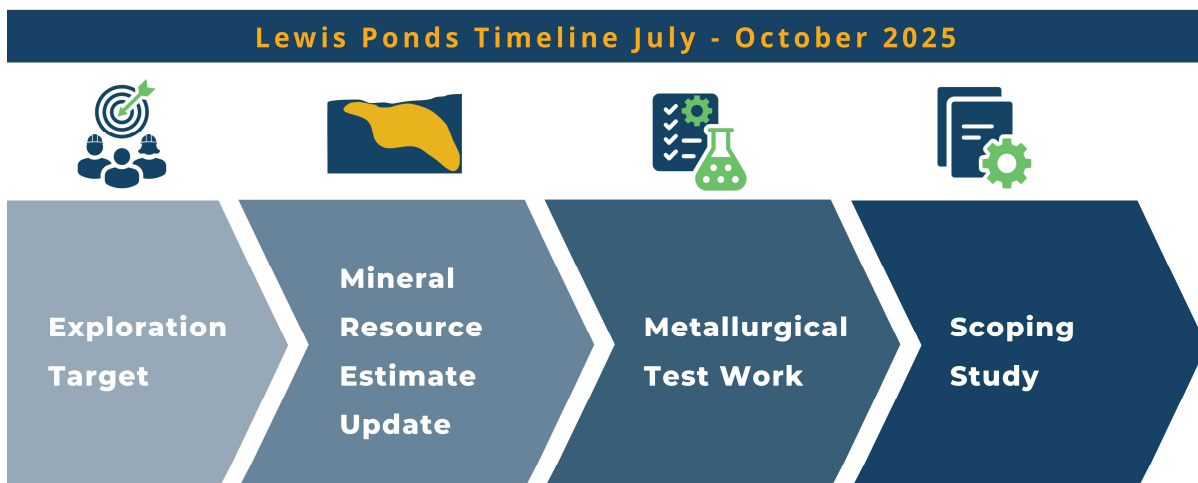 Lewis Ponds Timeline July - October 2025
Exploration
Target
Mineral
Resource
Estimate
Update
Metallurgical
Test Work
Scoping
Study